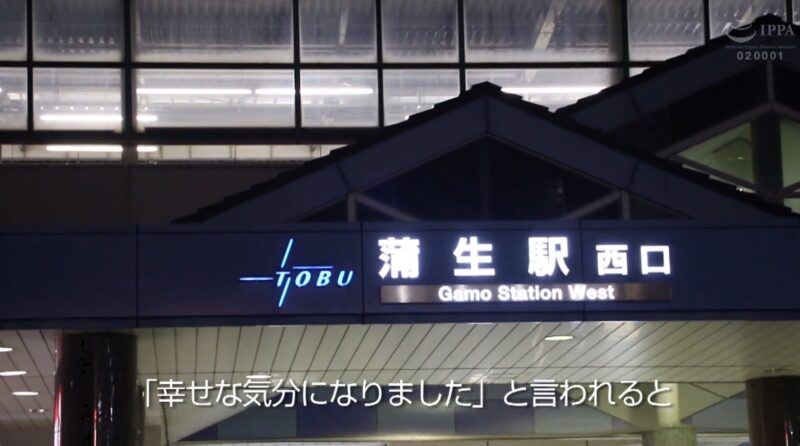 IPPA
020001
TOBU
蒲生駅 西口
Gamo Station West
「幸せな気分になりました」と言われると